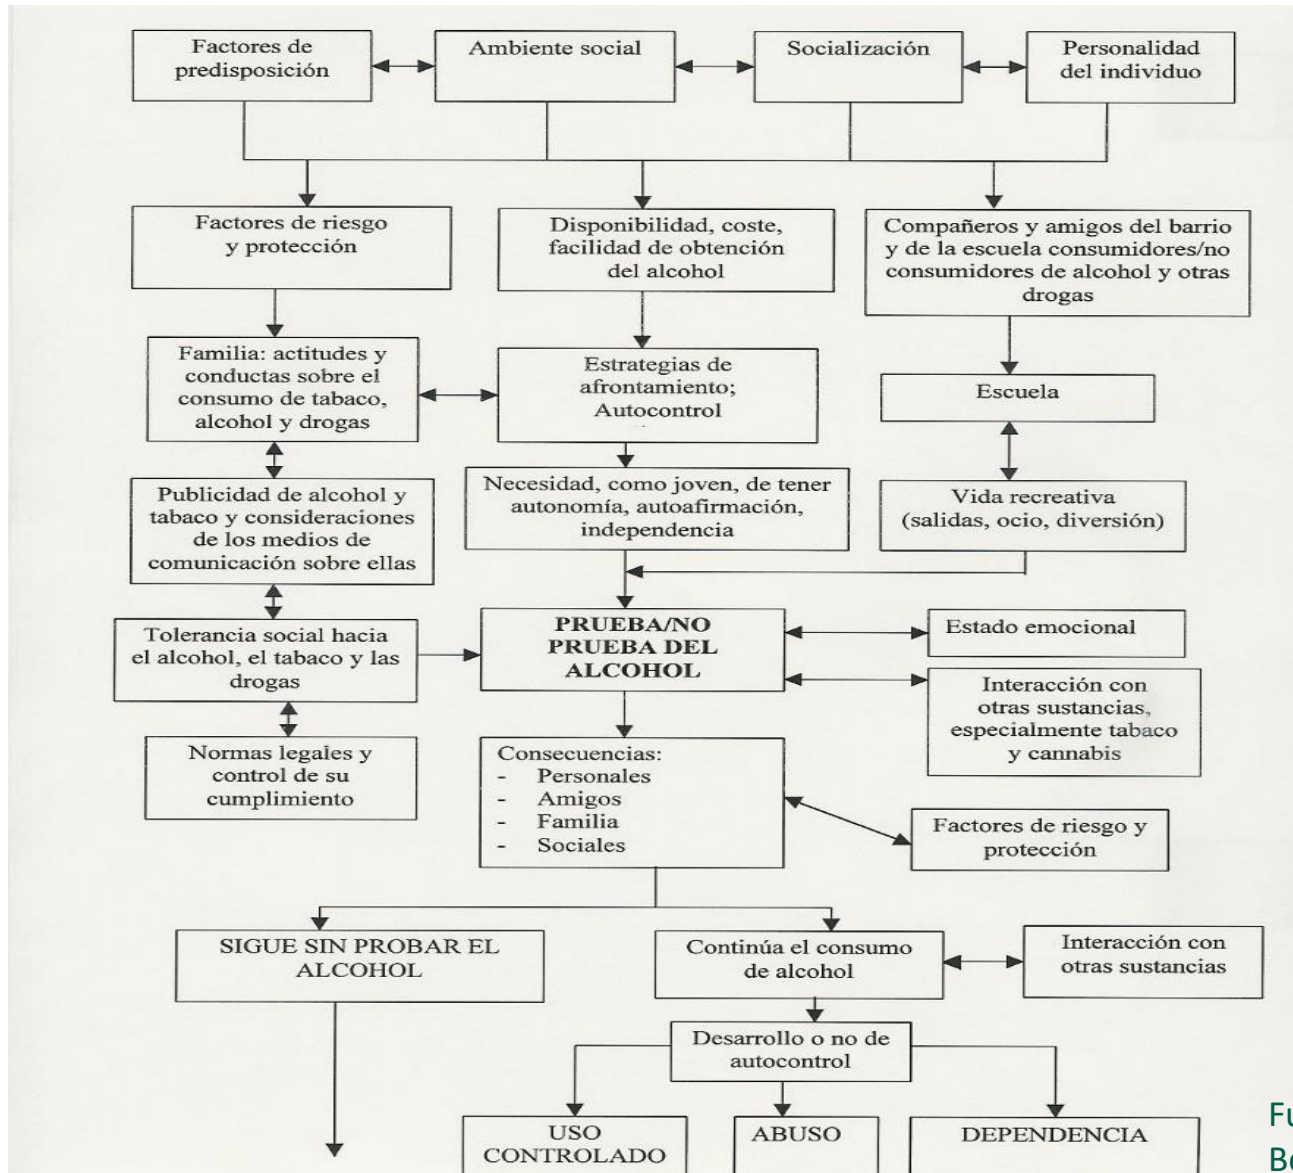 Factores de
predisposición
Ambiente social
Socialización
Personalidad
del individuo
Factores de riesgo
y protección
Disponibilidad, coste,
facilidad de obtención
del alcohol
Compañeros y amigos del barrio
y de la escuela consumidores/no
consumidores de alcohol y otras
drogas
Familia: actitudes y
conductas sobre el
consumo de tabaco,
alcohol y drogas
Estrategias de
afrontamiento;
Autocontrol
Escuela
Publicidad de alcohol y
tabaco y consideraciones
de los medios de
comunicación sobre ellas
Necesidad, como joven, de tener
autonomía, autoafirmación,
independencia
Vida recreativa
(salidas, ocio, diversión)
Tolerancia social hacia
el alcohol, el tabaco y las
drogas
PRUEBA/NO
PRUEBA DEL
ALCOHOL
Estado emocional
Interacción con
otras sustancias,
especialmente tabaco
y cannabis
Normas legales y
control de su
cumplimiento
Consecuencias:
- Personales
- Amigos
- Familia
- Sociales
Factores de riesgo y
protección
SIGUE SIN PROBAR EL
ALCOHOL
Continúa el consumo
de alcohol
Interacción con
otras sustancias
Desarrollo o no de
autocontrol
USO
CONTROLADO
ABUSO
DEPENDENCIA